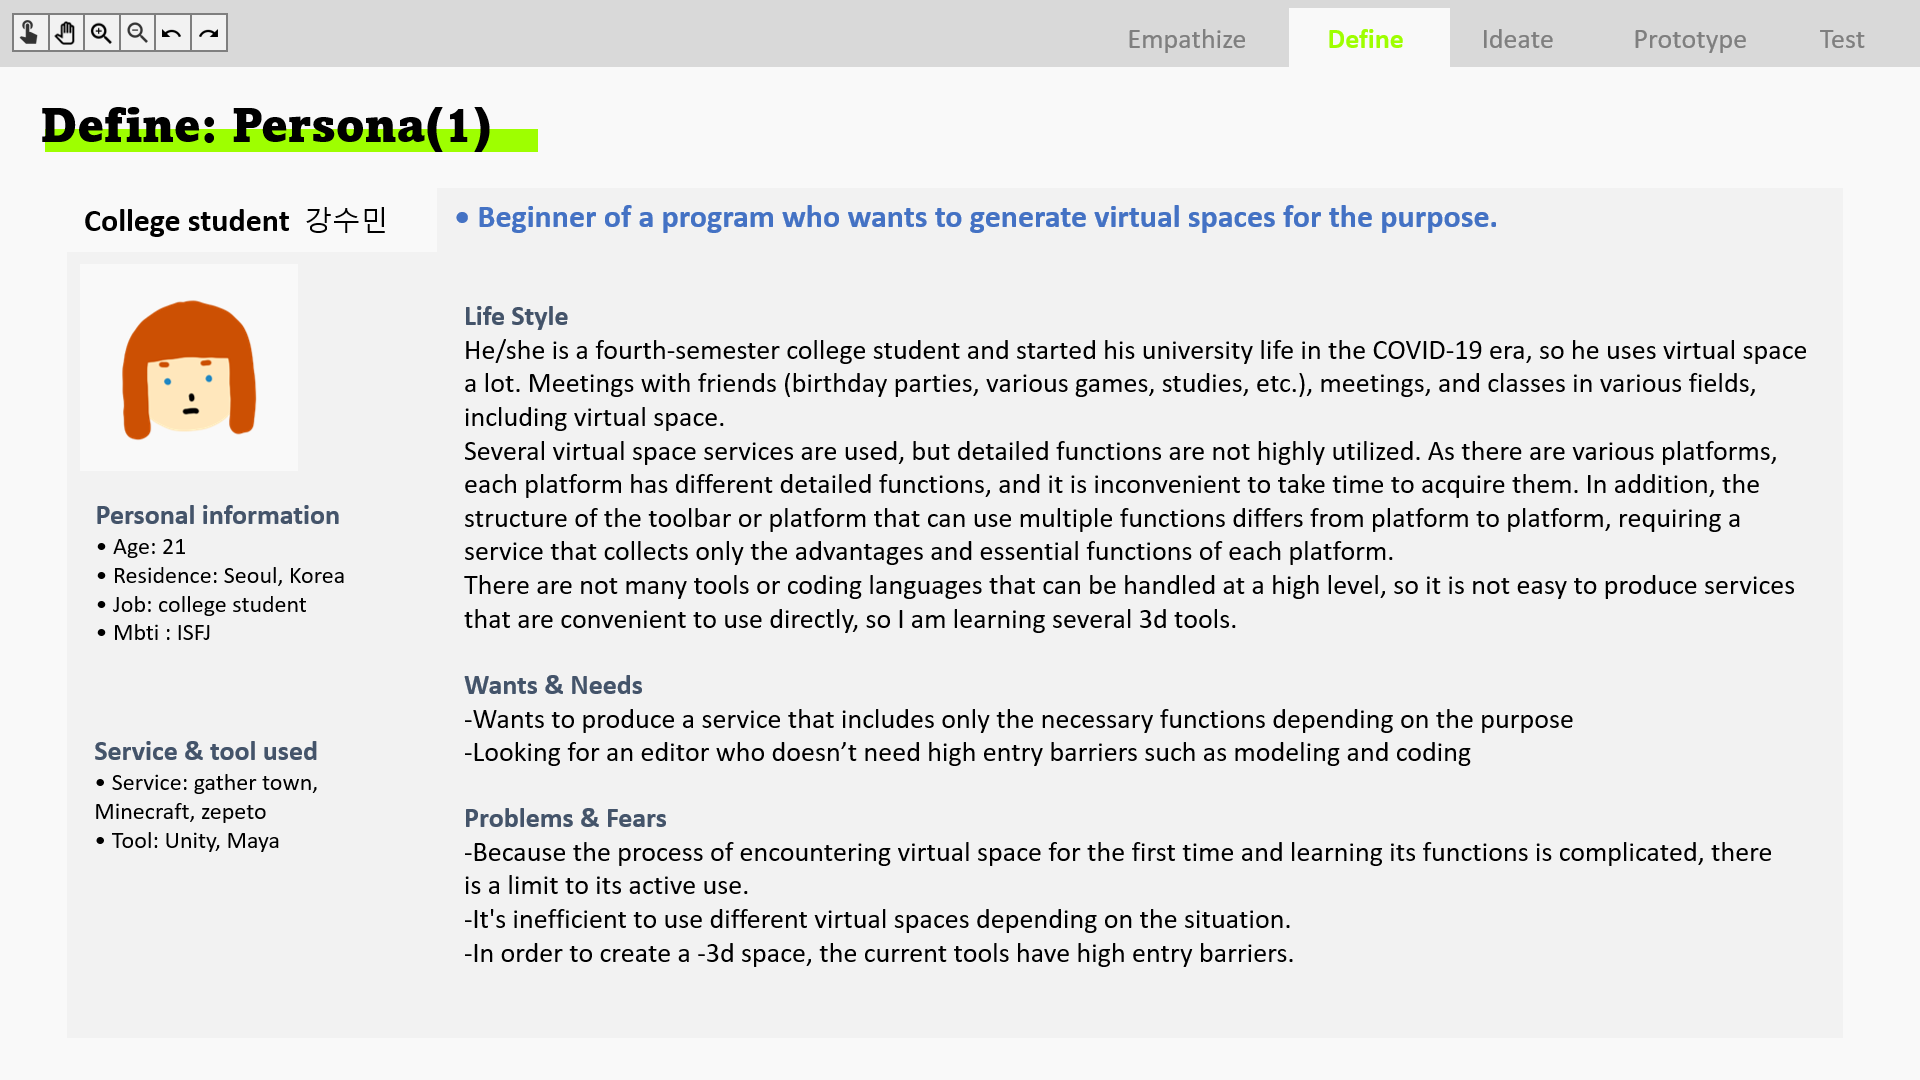 Empathize
Define
Ideate
Prototype
Test
Define: Persona(1)
College student 강수민
• Beginner of a program who wants to generate virtual spaces for the purpose.
Personal information
• Age: 21
• Residence: Seoul, Korea
• Job: college student
• Mbti : ISFJ
Service & tool used
• Service: gather town,
Minecraft, zepeto
• Tool: Unity, Maya
Life Style
He/she is a fourth-semester college student and started his university life in the COVID-19 era, so he uses virtual space
a lot. Meetings with friends (birthday parties, various games, studies, etc.), meetings, and classes in various fields,
including virtual space.
Several virtual space services are used, but detailed functions are not highly utilized. As there are various platforms,
each platform has different detailed functions, and it is inconvenient to take time to acquire them. In addition, the
structure of the toolbar or platform that can use multiple functions differs from platform to platform, requiring a
service that collects only the advantages and essential functions of each platform.
There are not many tools or coding languages that can be handled at a high level, so it is not easy to produce services
that are convenient to use directly, so I am learning several 3d tools.
Wants & Needs
-Wants to produce a service that includes only the necessary functions depending on the purpose
-Looking for an editor who doesn’t need high entry barriers such as modeling and coding
Problems & Fears
-Because the process of encountering virtual space for the first time and learning its functions is complicated, there
is a limit to its active use.
-It's inefficient to use different virtual spaces depending on the situation.
-In order to create a -3d space, the current tools have high entry barriers.